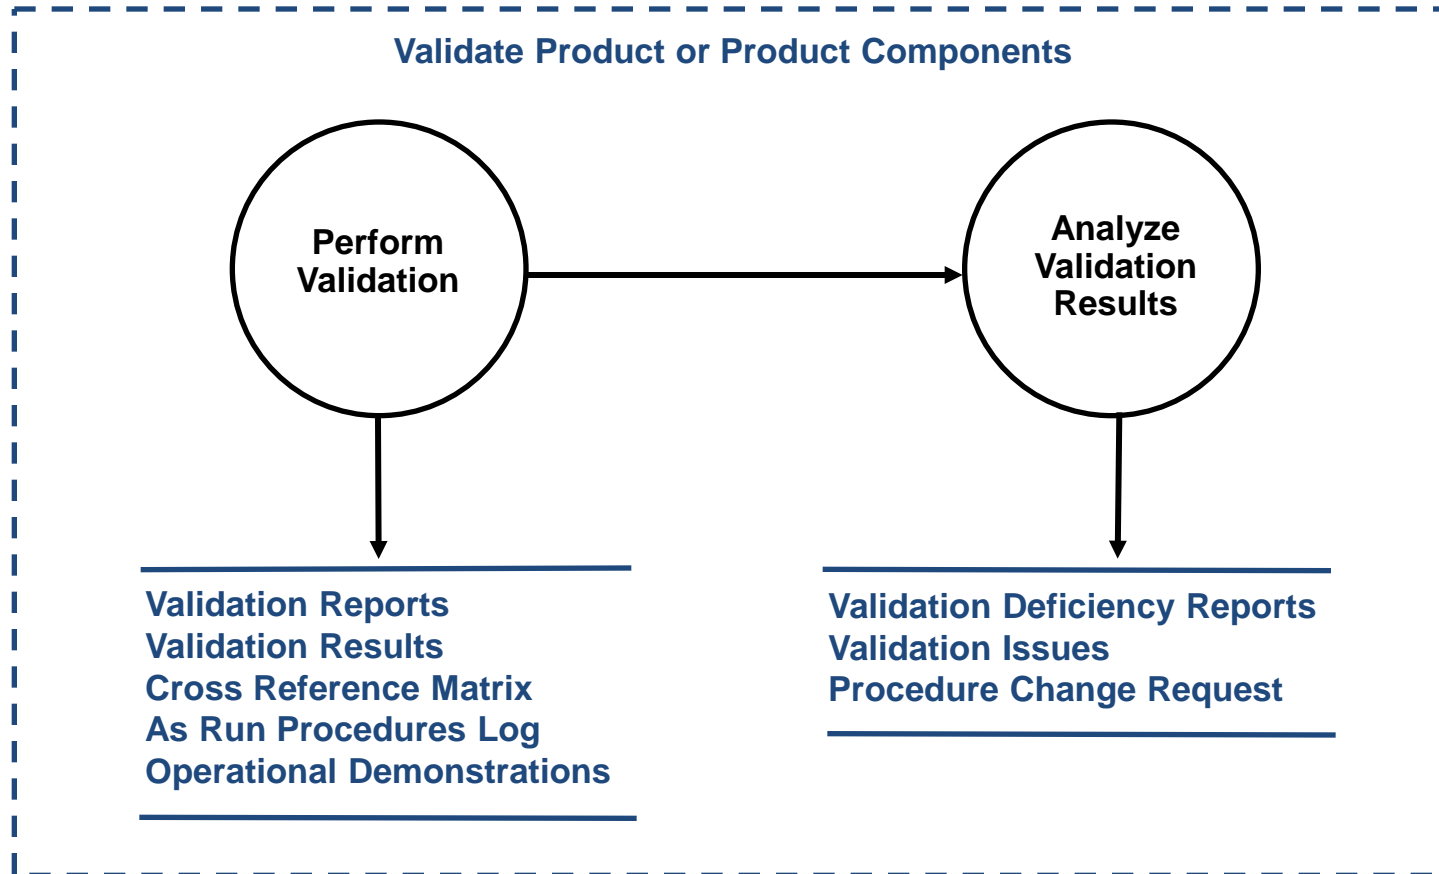 Validate Product or Product Components
Perform
Validation
Analyze
Validation
Results
Validation Reports
Validation Results
Cross Reference Matrix
As Run Procedures Log
Operational Demonstrations
Validation Deficiency Reports
Validation Issues
Procedure Change Request